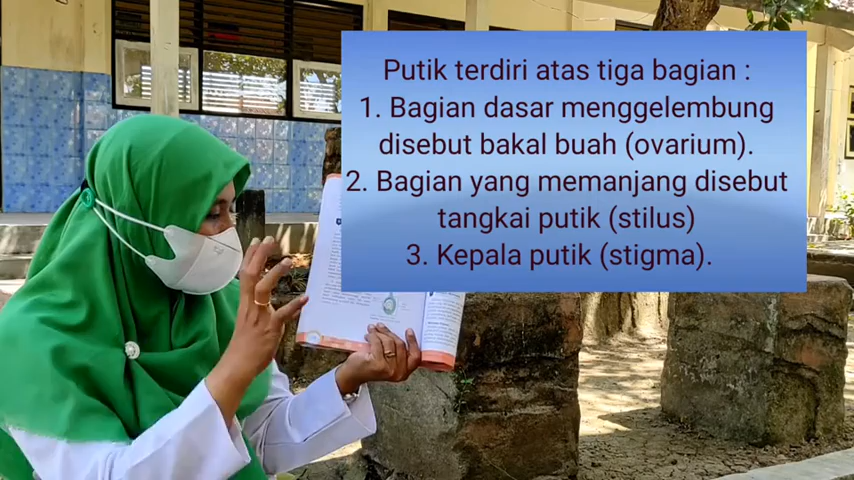 Putik terdiri atas tiga bagian :
1. Bagian dasar menggelembung
disebut bakal buah (ovarium).
2. Bagian yang memanjang disebut
tangkai putik (stilus)
3. Kepala putik (stigma).